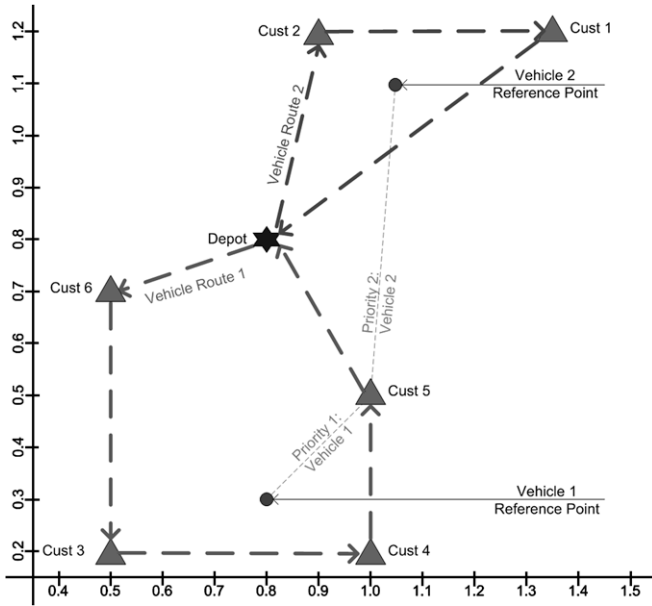 Cust 2
Cust 1
Vehicle 2
Reference Point
Vehicle Route 2
Depot
Cust 6
Vehicle Route 1
Priority 2:
Vehicle 2
Cust 5
Priority 1:
Vehicle 1
Vehicle 1
Reference Point
Cust 3
Cust 4
1.2
1.1
1.0
0.9
0.8
0.7
0.6
0.5
0.4
0.3
0.2
0.4 0.5 0.6 0.7 0.8 0.9 1.0 1.1 1.2 1.3 1.4 1.5